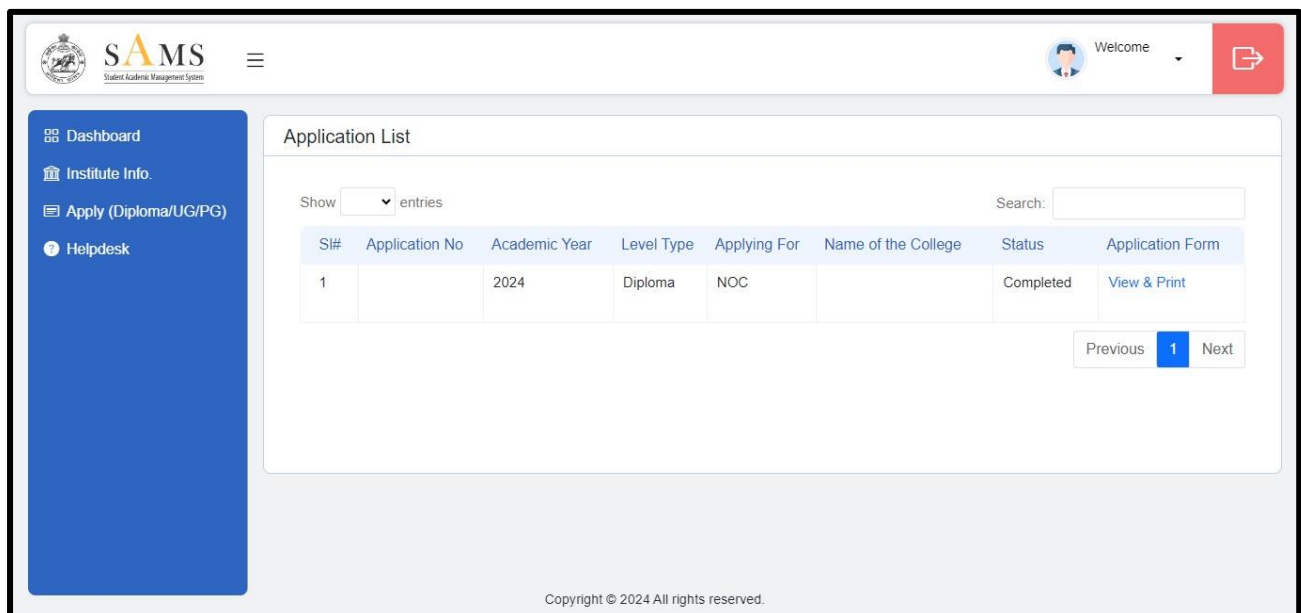 SAMS
Student Academic Management System
Welcome
Dashboard
Institute Info.
Apply (Diploma/UG/PG)
Helpdesk
Application List
Show entries
Search:
Sl# Application No Academic Year Level Type Applying For Name of the College Status Application Form
1 2024 Diploma NOC Completed View & Print
Previous 1 Next
Copyright © 2024 All rights reserved.